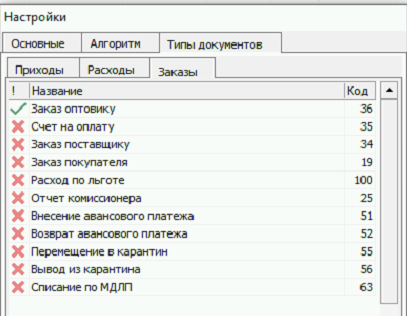 Настройки
Основные Алгоритм Типы документов
Приходы Расходы Заказы
! Название Код
Заказ оптовику 36
Счет на оплату 35
Заказ поставщику 34
Заказ покупателя 19
Расход по льготе 100
Отчет комиссионера 25
Внесение авансового платежа 51
Возврат авансового платежа 52
Перемещение в карантин 55
Вывод из карантина 56
Списание по МДЛП 63